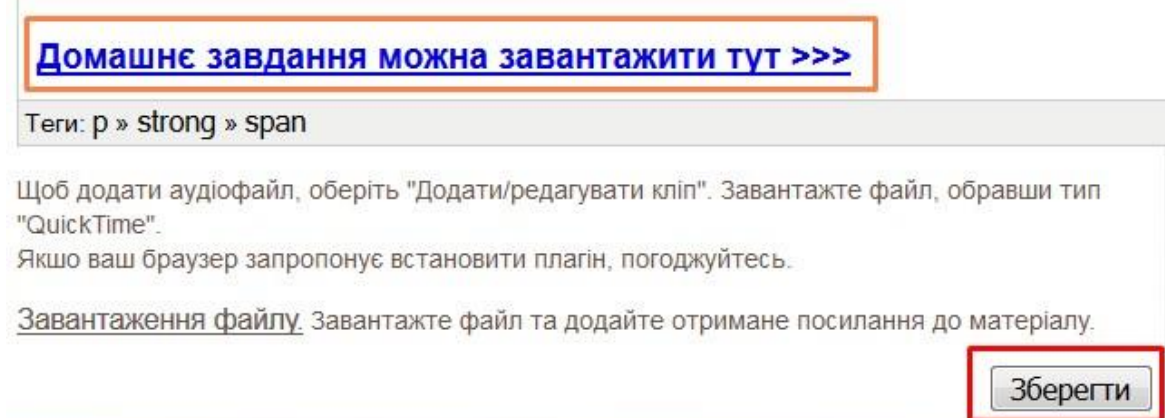 Домашнє завдання можна завантажити тут >>>
Теги: p » strong » span
Щоб додати аудіофайл, оберіть "Додати/редагувати кліп". Завантажте файл, обравши тип
"QuickTime".
Якшо ваш браузер запропонує встановити плагін, погоджуйтесь.
Завантаження файлу. Завантажте файл та додайте отримане посилання до матеріалу.
Зберегти